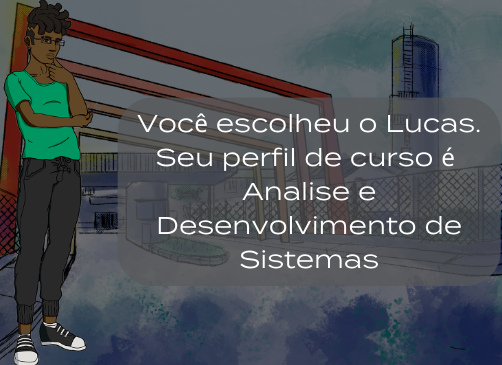 Você escolheu o Lucas.
Seu perfil de curso é
Analise e
Desenvolvimento de
Sistemas